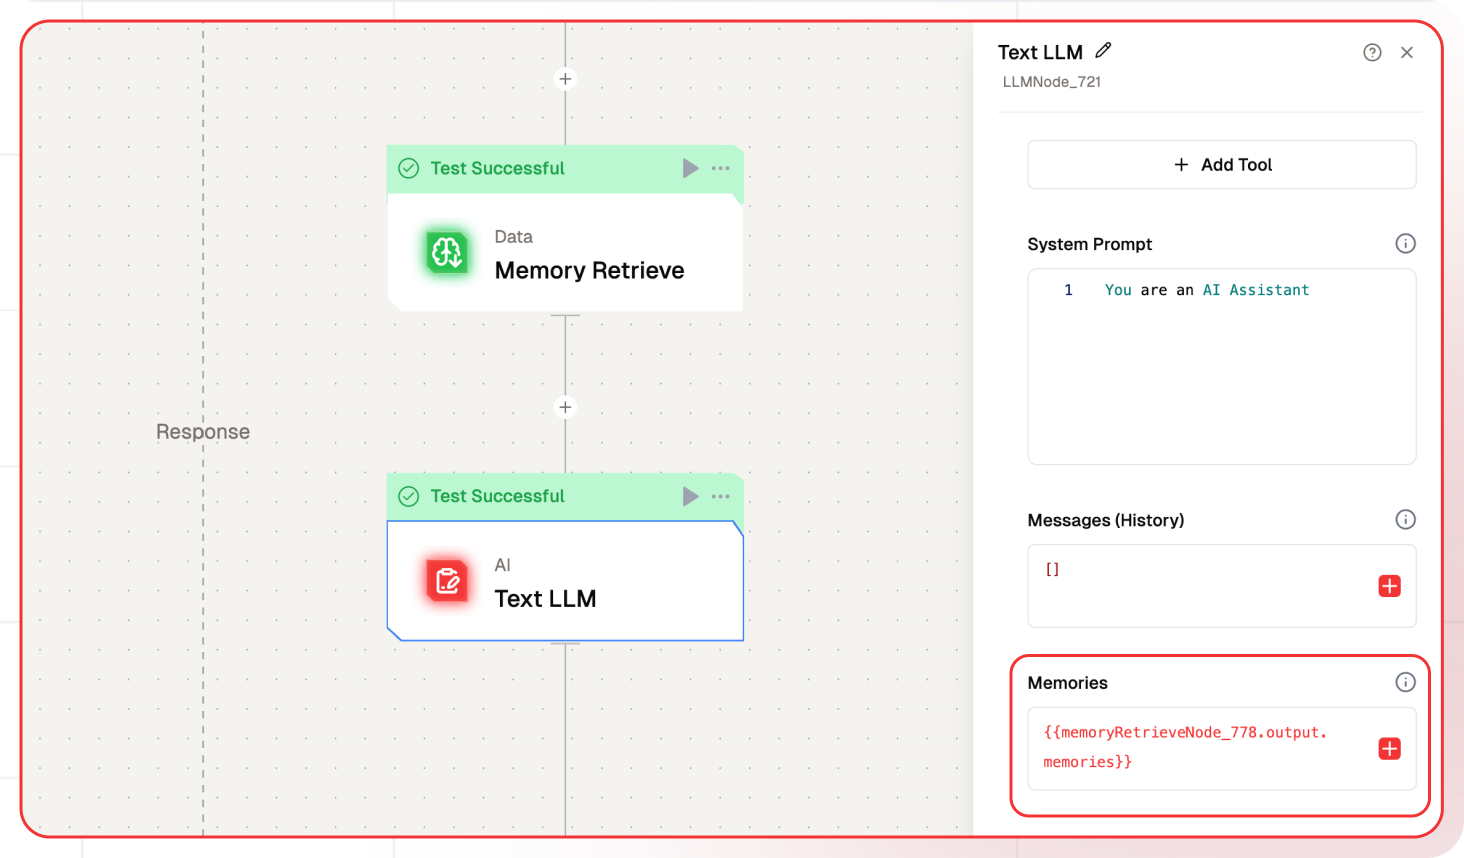 Test Successful
Data
Memory Retrieve
Response
Test Successful
AI
Text LLM
Text LLM
LLMNode_721
Add Tool
System Prompt
1 You are an AI Assistant
Messages (History)
[]
Memories
{{memoryRetrieveNode_778.output.
memories}}